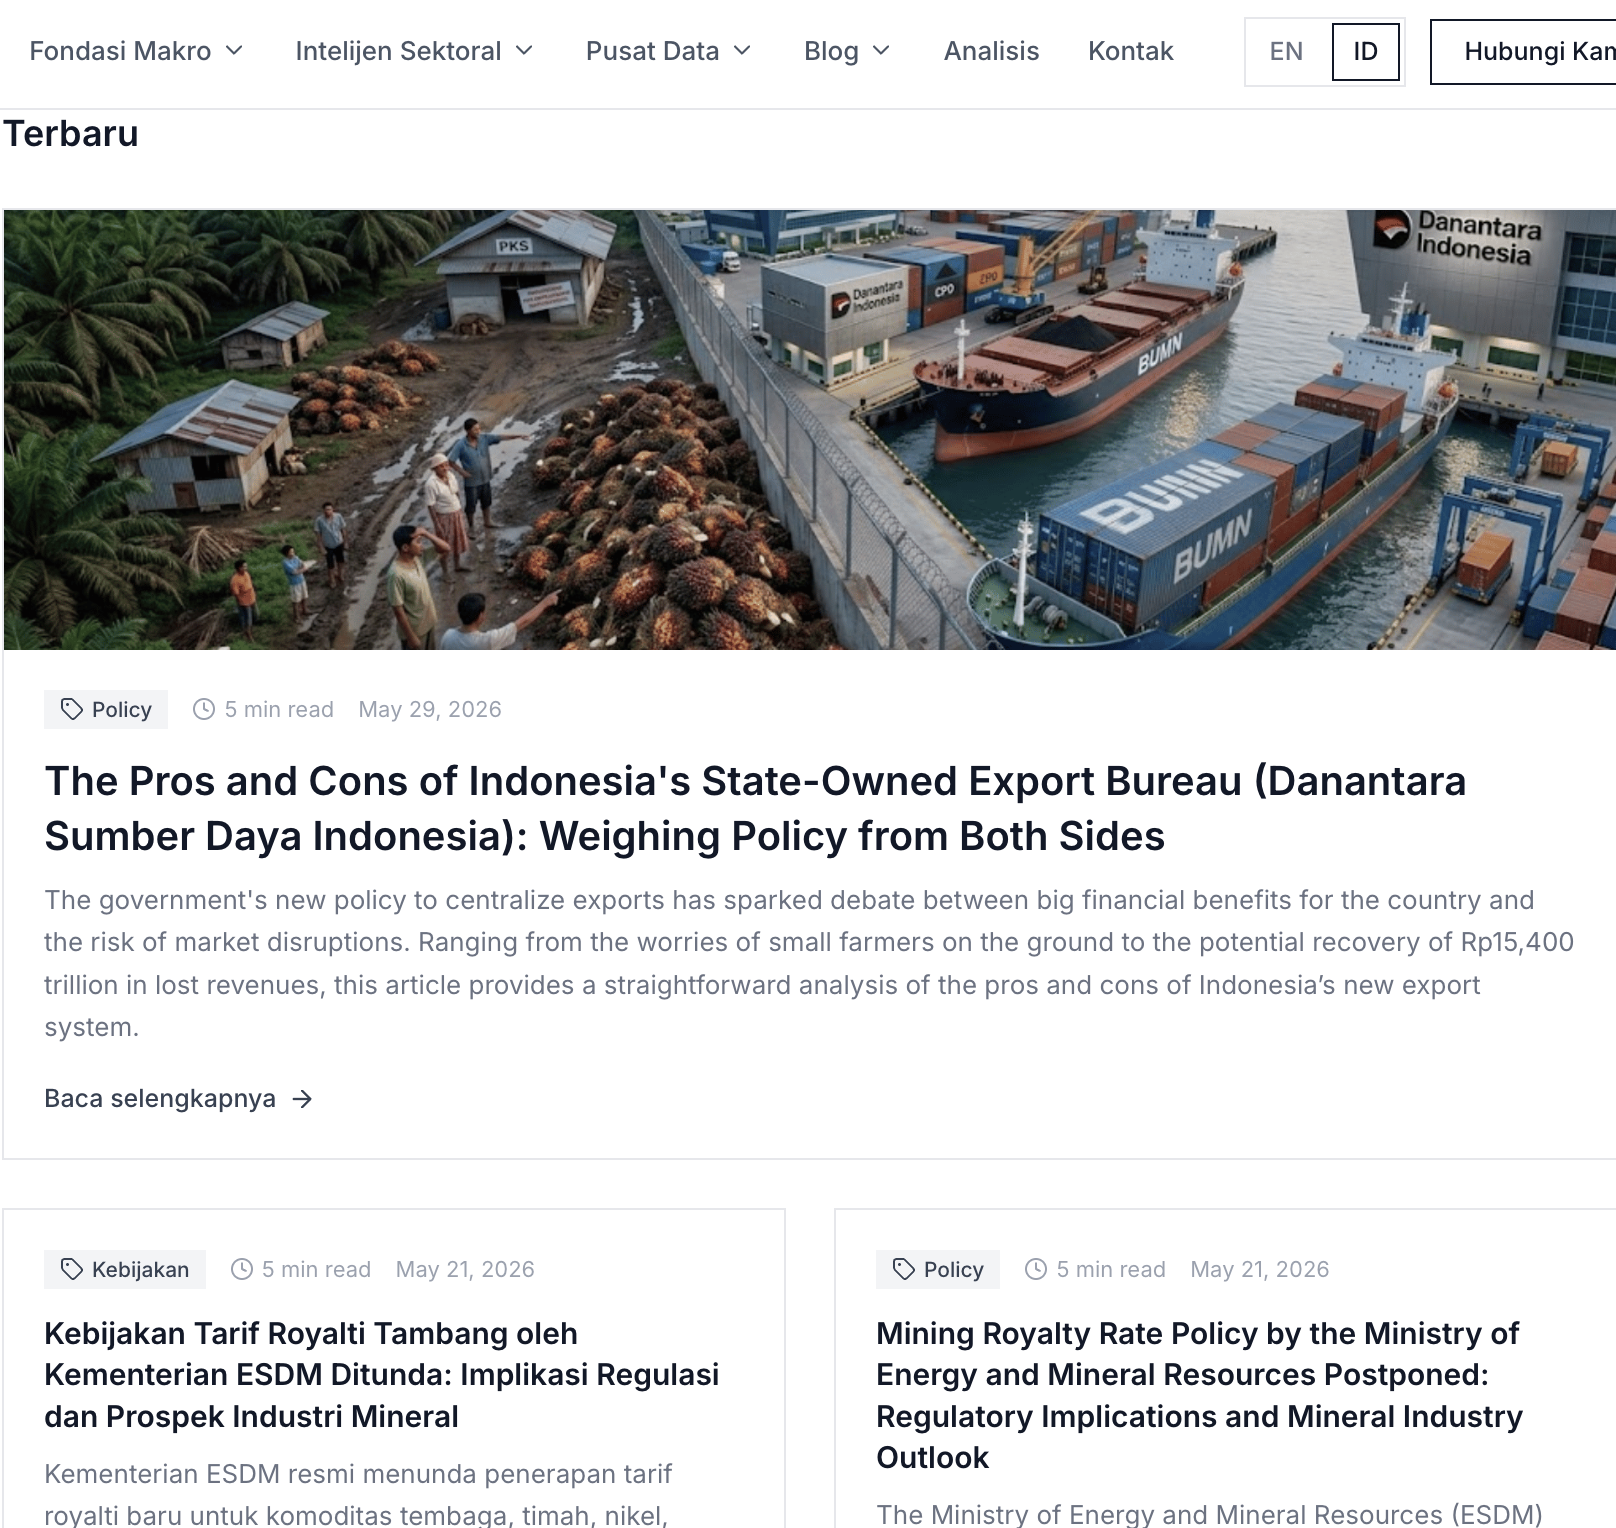 Fondasi Makro
Intelijen Sektoral
Pusat Data
Blog
Analisis
Kontak
EN
ID
Hubungi Kam
Terbaru
PKS
Danantara
Indonesia
CPO
BUMN
Danantara
Indonesia
BUMN
BUMN
Policy
5 min read
May 29, 2026
The Pros and Cons of Indonesia's State-Owned Export Bureau (Danantara
Sumber Daya Indonesia): Weighing Policy from Both Sides
The government's new policy to centralize exports has sparked debate between big financial benefits for the country and
the risk of market disruptions. Ranging from the worries of small farmers on the ground to the potential recovery of Rp15,400
trillion in lost revenues, this article provides a straightforward analysis of the pros and cons of Indonesia’s new export
system.
Baca selengkapnya
Kebijakan
5 min read
May 21, 2026
Kebijakan Tarif Royalti Tambang oleh
Kementerian ESDM Ditunda: Implikasi Regulasi
dan Prospek Industri Mineral
Kementerian ESDM resmi menunda penerapan tarif
royalti baru untuk komoditas tembaga, timah, nikel,
Policy
5 min read
May 21, 2026
Mining Royalty Rate Policy by the Ministry of
Energy and Mineral Resources Postponed:
Regulatory Implications and Mineral Industry
Outlook
The Ministry of Energy and Mineral Resources (ESDM)